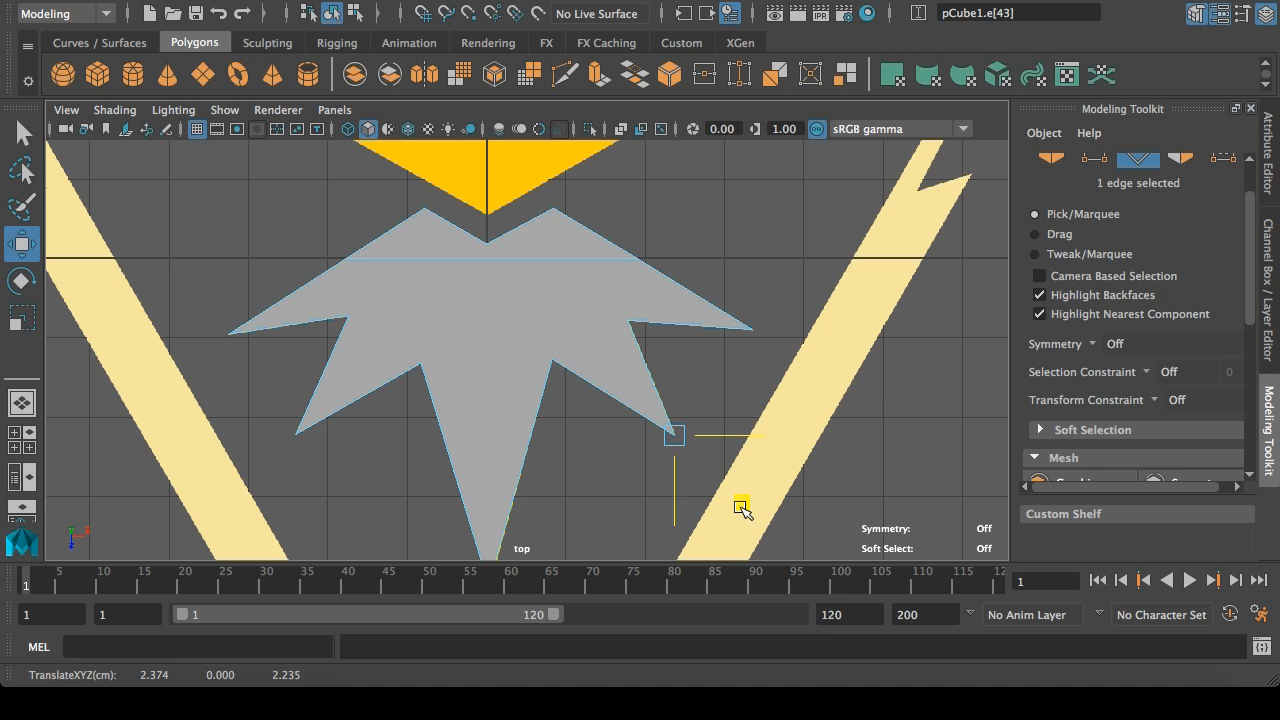 Modeling
No Live Surface
pCube1.e[43]
Curves / Surfaces Polygons Sculpting Rigging Animation Rendering FX FX Caching Custom XGen
View Shading Lighting Show Renderer Panels
0.00 1.00 ON sRGB gamma
Symmetry: Off
Soft Select: Off
top
Modeling Toolkit
Object Help
1 edge selected
Pick/Marquee
Drag
Tweak/Marquee
Camera Based Selection
Highlight Backfaces
Highlight Nearest Component
Symmetry Off
Selection Constraint Off 0
Transform Constraint Off
Soft Selection
Mesh
Custom Shelf
Attribute Editor
Channel Box / Layer Editor
Modeling Toolkit
1 5 10 15 20 25 30 35 40 45 50 55 60 65 70 75 80 85 90 95 100 105 110 115 12
1
1 1 1 120 120 200 No Anim Layer No Character Set
MEL
TranslateXYZ(cm): 2.374 0.000 2.235